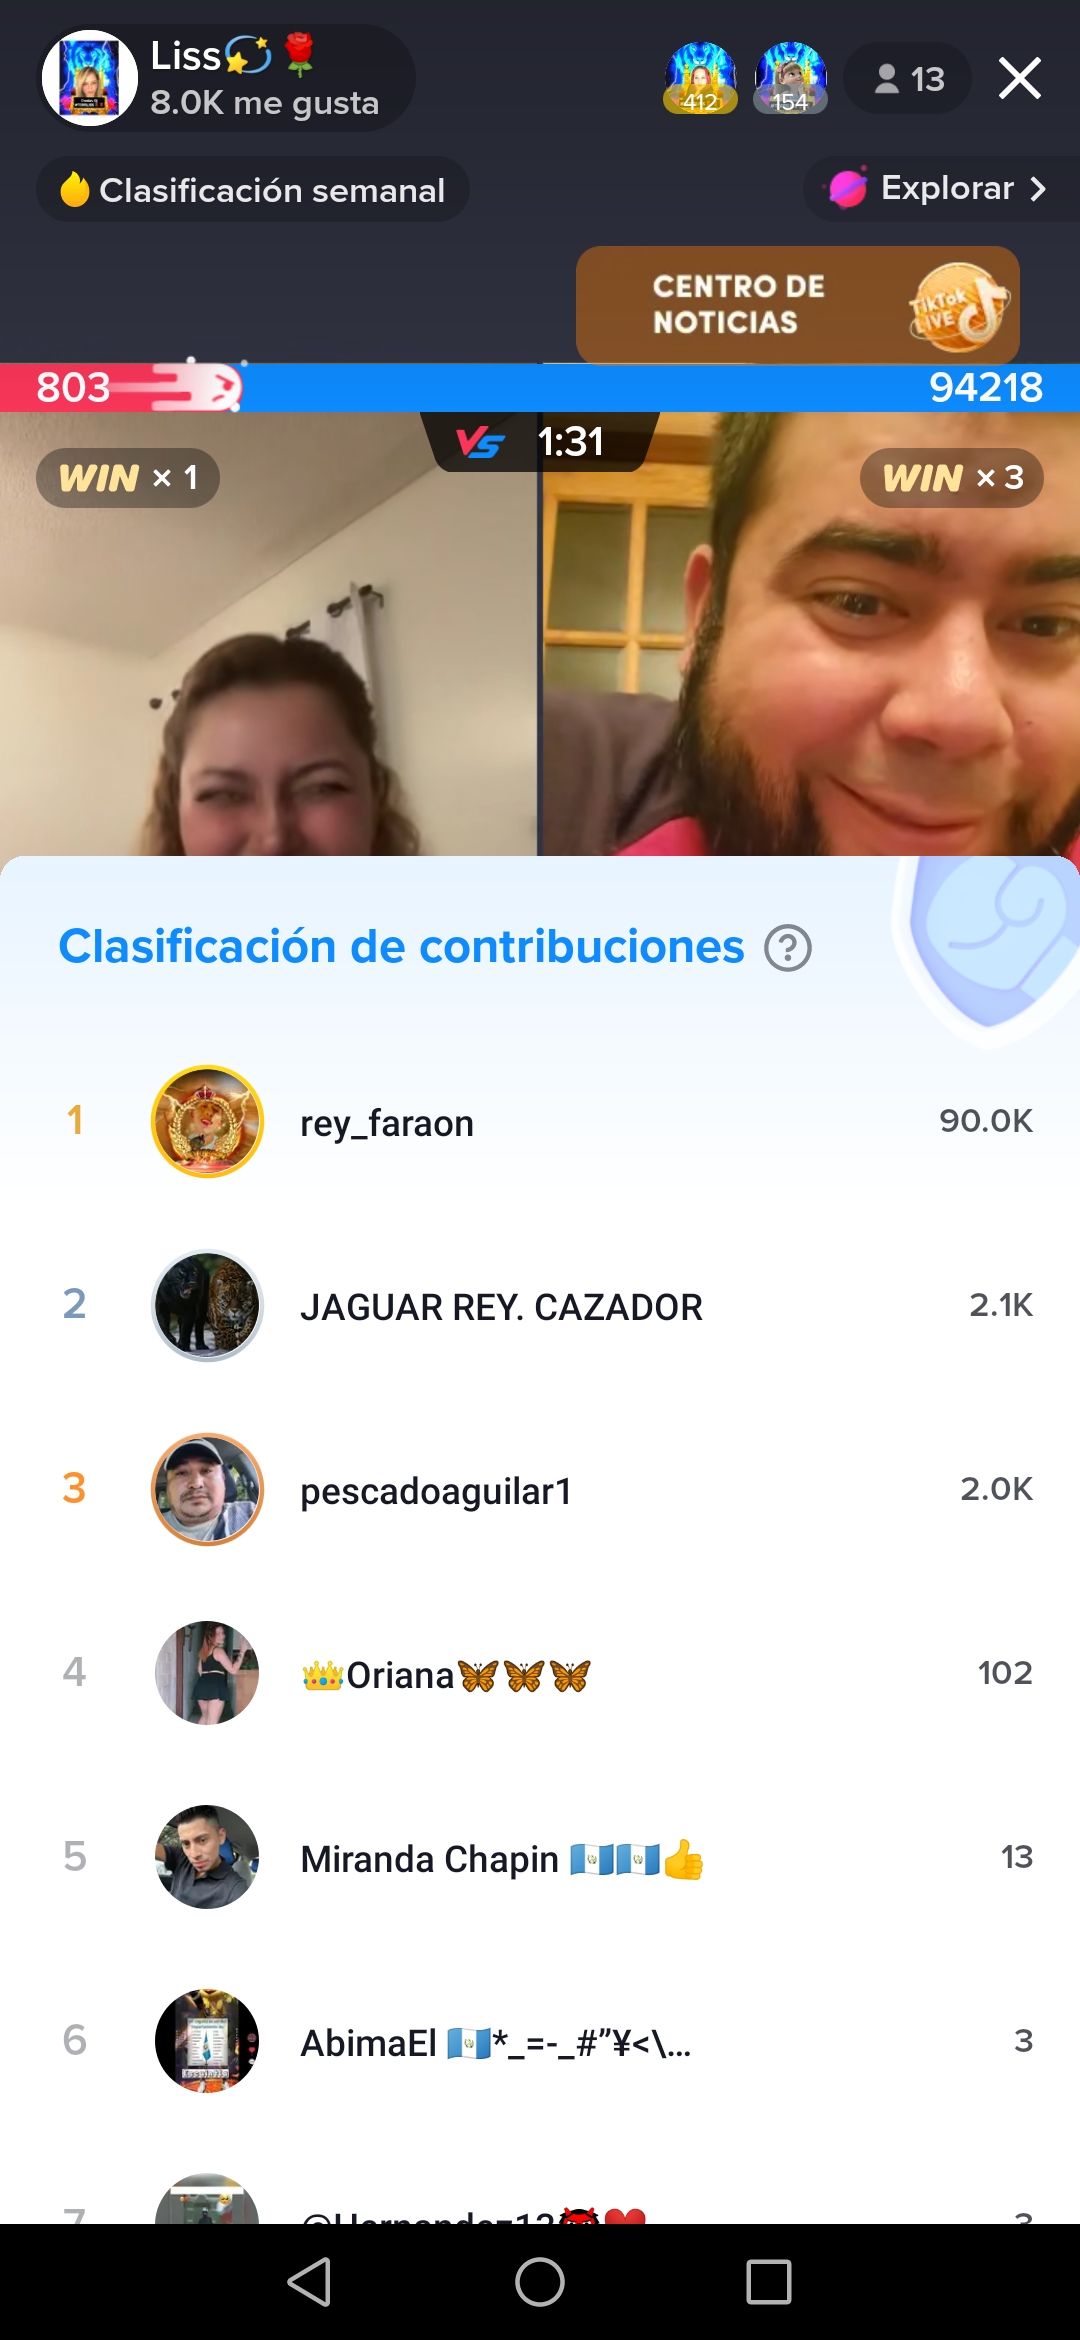 Liss💫🌹
8.0K me gusta
412
154
13
Clasificación semanal
Explorar
CENTRO DE
NOTICIAS
TikTok
LIVE
803
94218
VS 1:31
WIN × 1
WIN × 3
Clasificación de contribuciones
1 rey_faraon 90.0K
2 JAGUAR REY. CAZADOR 2.1K
3 pescadoaguilar1 2.0K
4 👑Oriana🦋🦋🦋 102
5 Miranda Chapin 🇬🇹🇬🇹👍 13
6 AbimaEl 🇬🇹*_=-_#”¥<\... 3
7 @Hernandez13👹❤️ 3